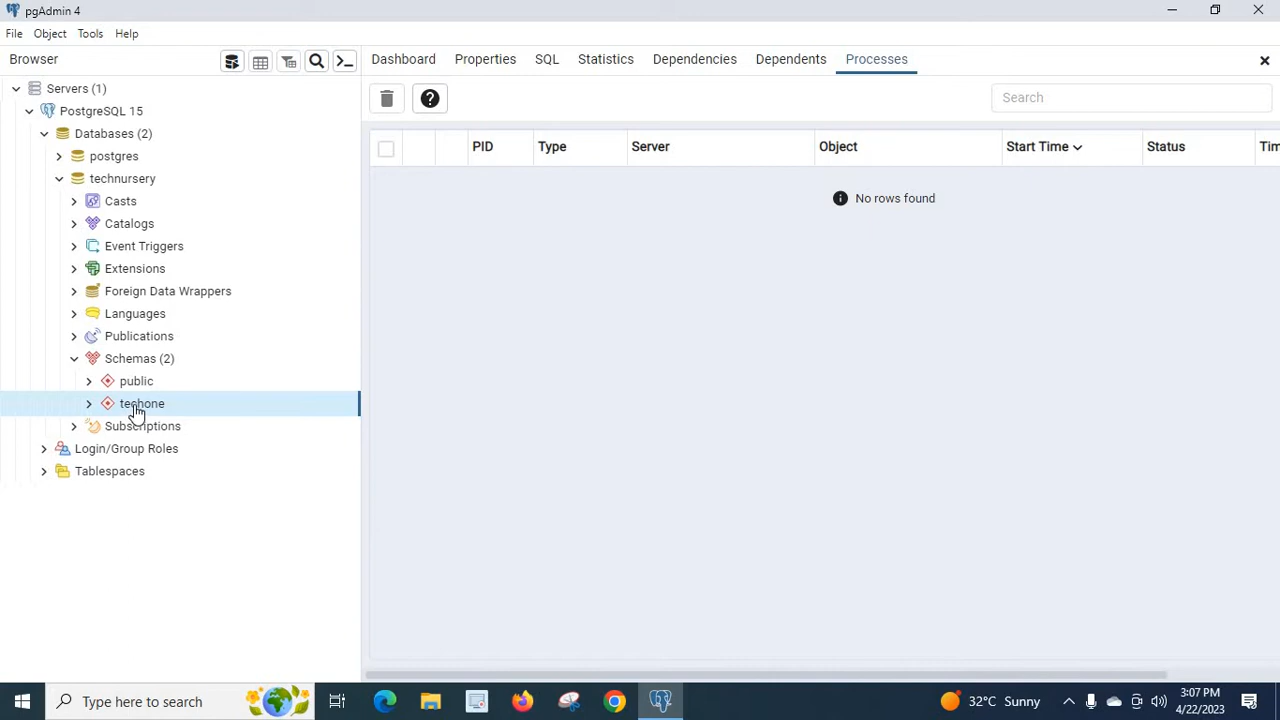 pgAdmin 4
File Object Tools Help
Browser
Dashboard Properties SQL Statistics Dependencies Dependents Processes
Servers (1)
PostgreSQL 15
Databases (2)
postgres
technursery
Casts
Catalogs
Event Triggers
Extensions
Foreign Data Wrappers
Languages
Publications
Schemas (2)
public
techone
Subscriptions
Login/Group Roles
Tablespaces
Search
PID Type Server Object Start Time Status Tim
No rows found
Type here to search
32°C Sunny
3:07 PM
4/22/2023